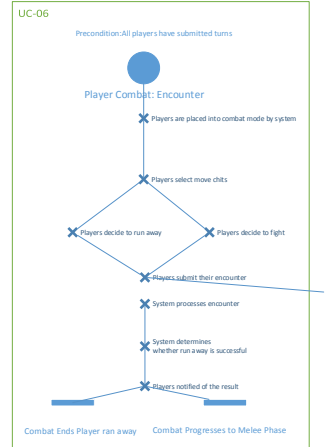 UC-06
Precondition:All players have submitted turns
Player Combat: Encounter
Players are placed into combat mode by system
Players select move chits
Players decide to run away
Players decide to fight
Players submit their encounter
System processes encounter
System determines
whether run away is successful
Players notified of the result
Combat Ends Player ran away
Combat Progresses to Melee Phase